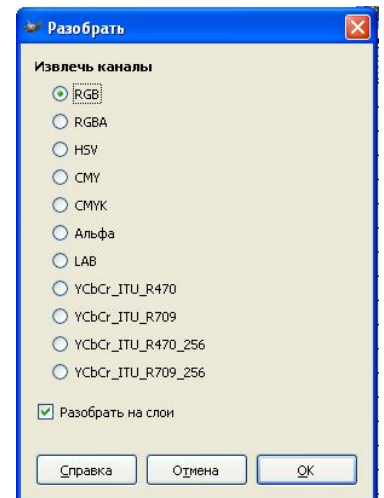 Разобрать
Извлечь каналы
RGB
RGBA
HSV
CMY
CMYK
Альфа
LAB
YCbCr_ITU_R470
YCbCr_ITU_R709
YCbCr_ITU_R470_256
YCbCr_ITU_R709_256
Разобрать на слои
Справка Отмена OK